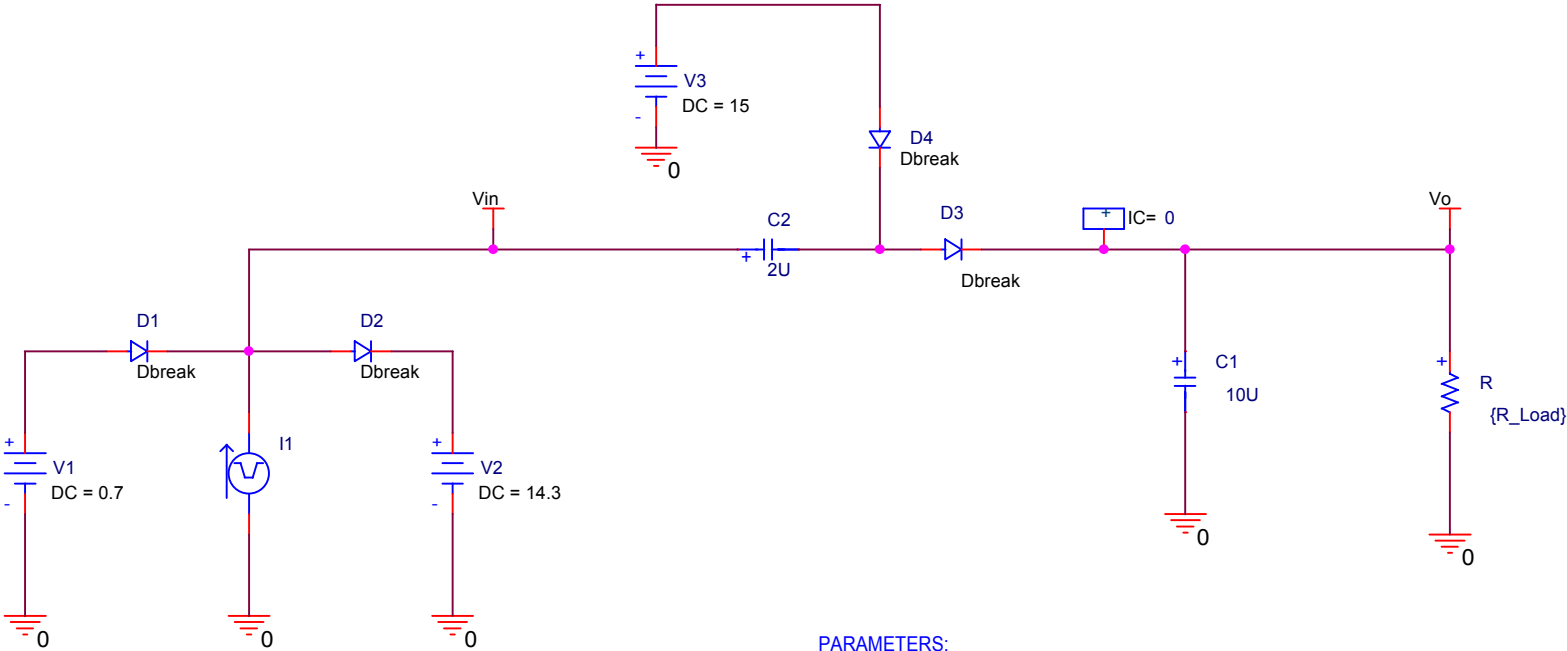 +
V3
DC = 15
-
0
D4
Dbreak
Vin
C2
+
2U
D3
Dbreak
+
IC= 0
Vo
D1
Dbreak
D2
Dbreak
+
V1
DC = 0.7
-
I1
+
V2
DC = 14.3
-
+
C1
10U
+
R
{R_Load}
0
0
0
0
0
PARAMETERS: